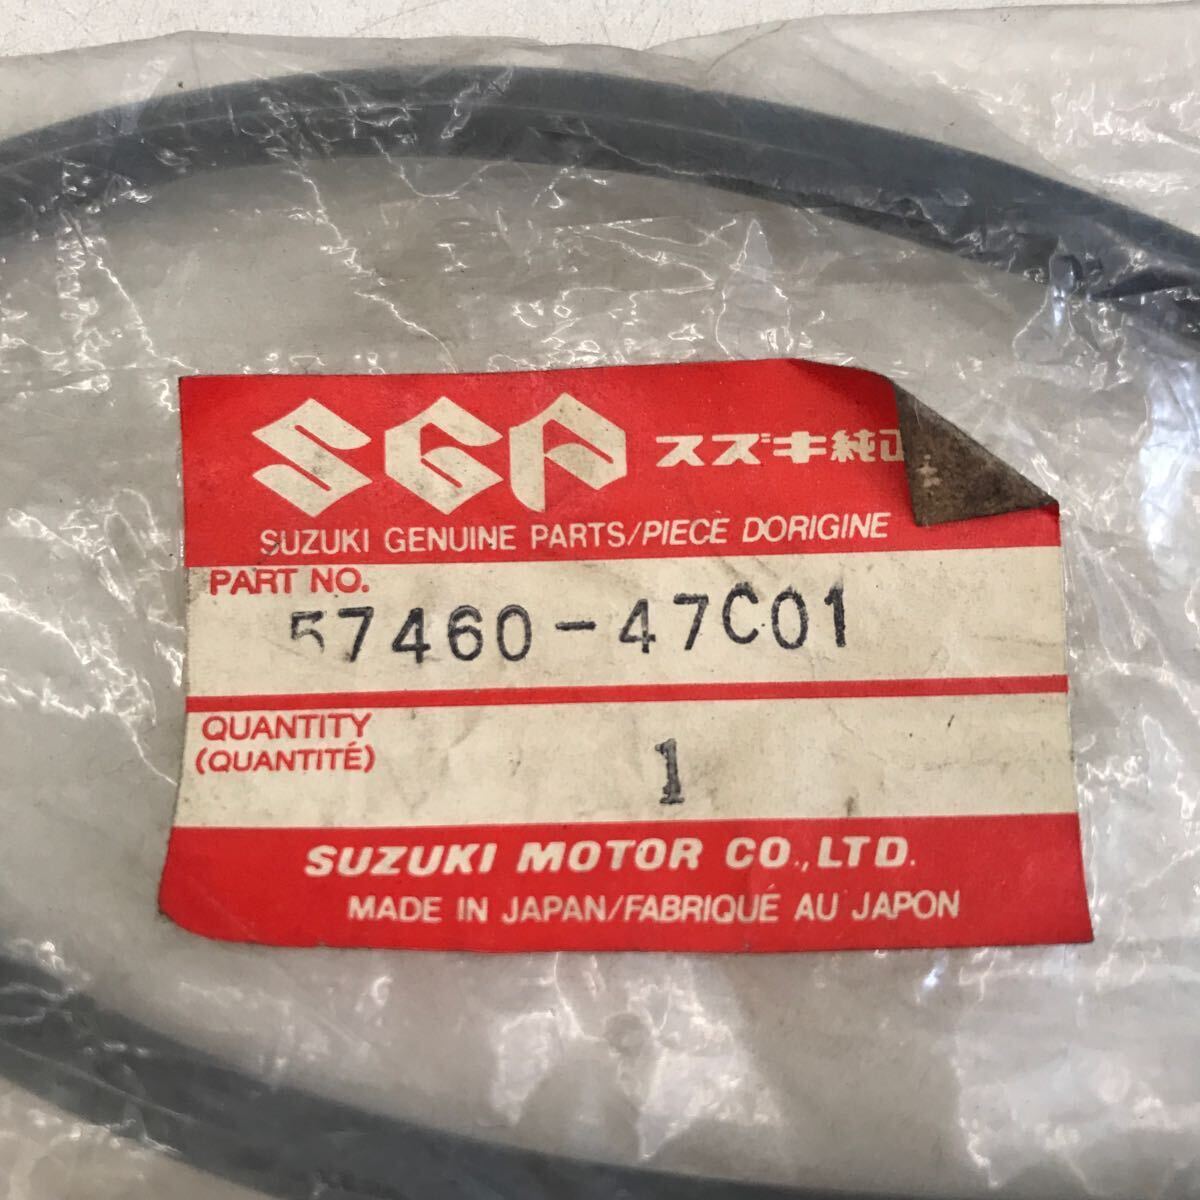 SGP スズキ純正
SUZUKI GENUINE PARTS/PIECE DORIGINE
PART NO.
57460-47C01
QUANTITY
(QUANTITÉ)
1
SUZUKI MOTOR CO.,LTD.
MADE IN JAPAN/FABRIQUÉ AU JAPON